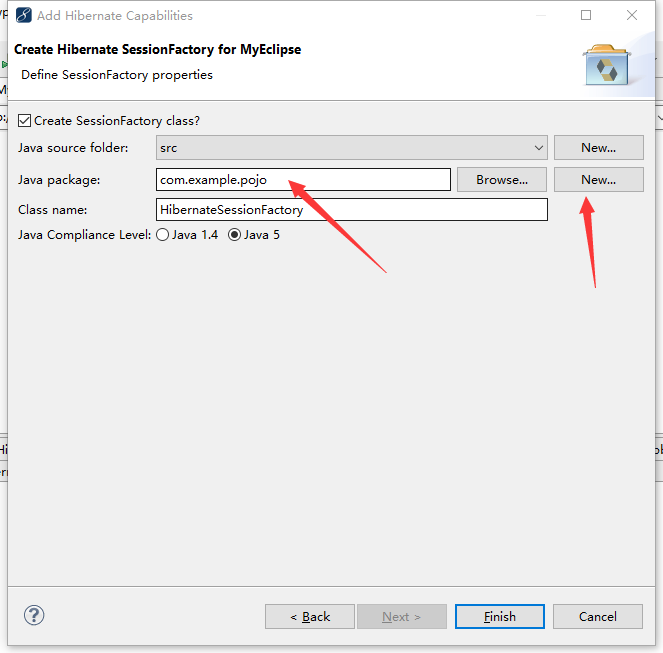 Add Hibernate Capabilities
Create Hibernate SessionFactory for MyEclipse
Define SessionFactory properties
Create SessionFactory class?
Java source folder: src New...
Java package: com.example.pojo Browse... New...
Class name: HibernateSessionFactory
Java Compliance Level: Java 1.4 Java 5
? < Back Next > Finish Cancel